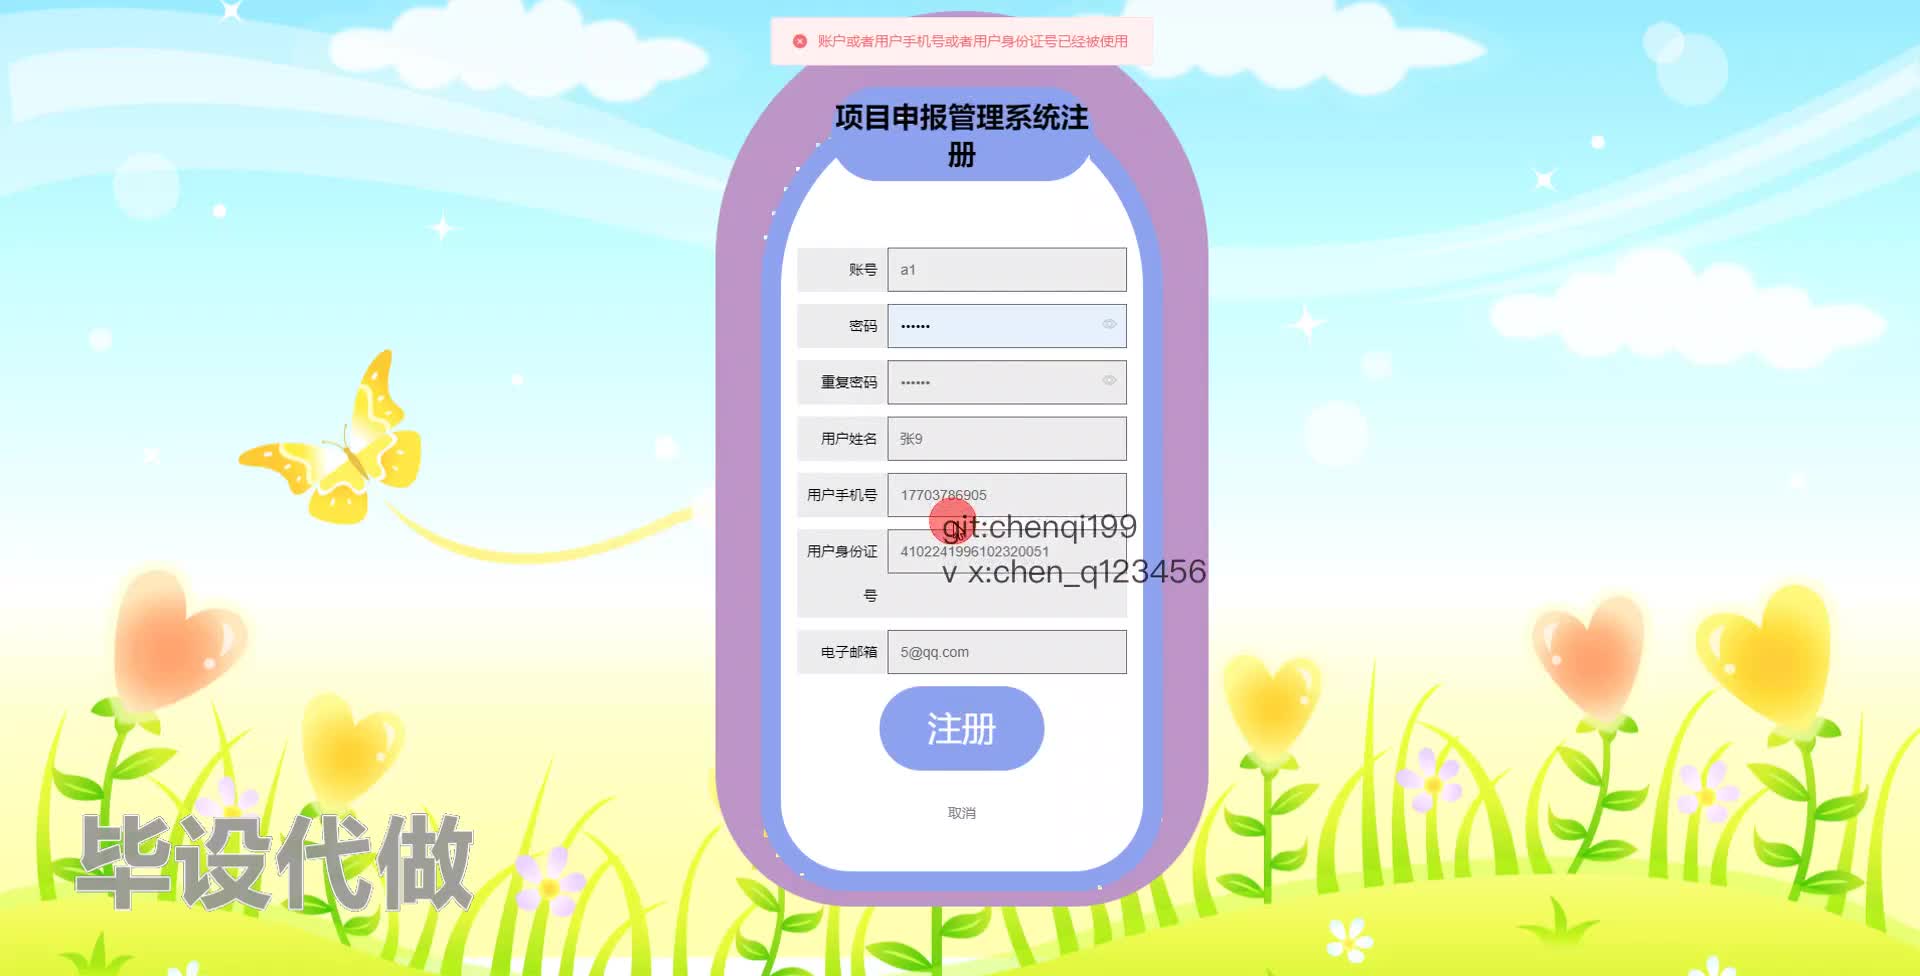 账户或者用户手机号或者用户身份证号已经被使用
项目申报管理系统注
册
账号
a1
密码
••••••
重复密码
••••••
用户姓名
张9
用户手机号
17703786905
git:chenqi199
用户身份证
号
4102241996102320051
v x:chen_q123456
电子邮箱
5@qq.com
注册
取消
毕设代做